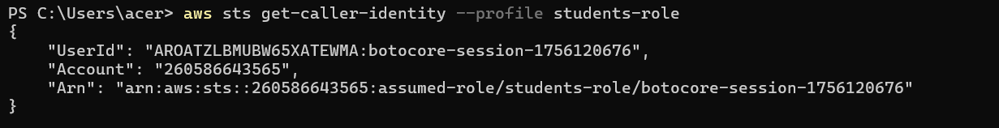 PS C:\Users\acer> aws sts get-caller-identity --profile students-role
{
    "UserId": "AROATZLBMUBW65XATEWMA:botocore-session-1756120676",
    "Account": "260586643565",
    "Arn": "arn:aws:sts::260586643565:assumed-role/students-role/botocore-session-1756120676"
}